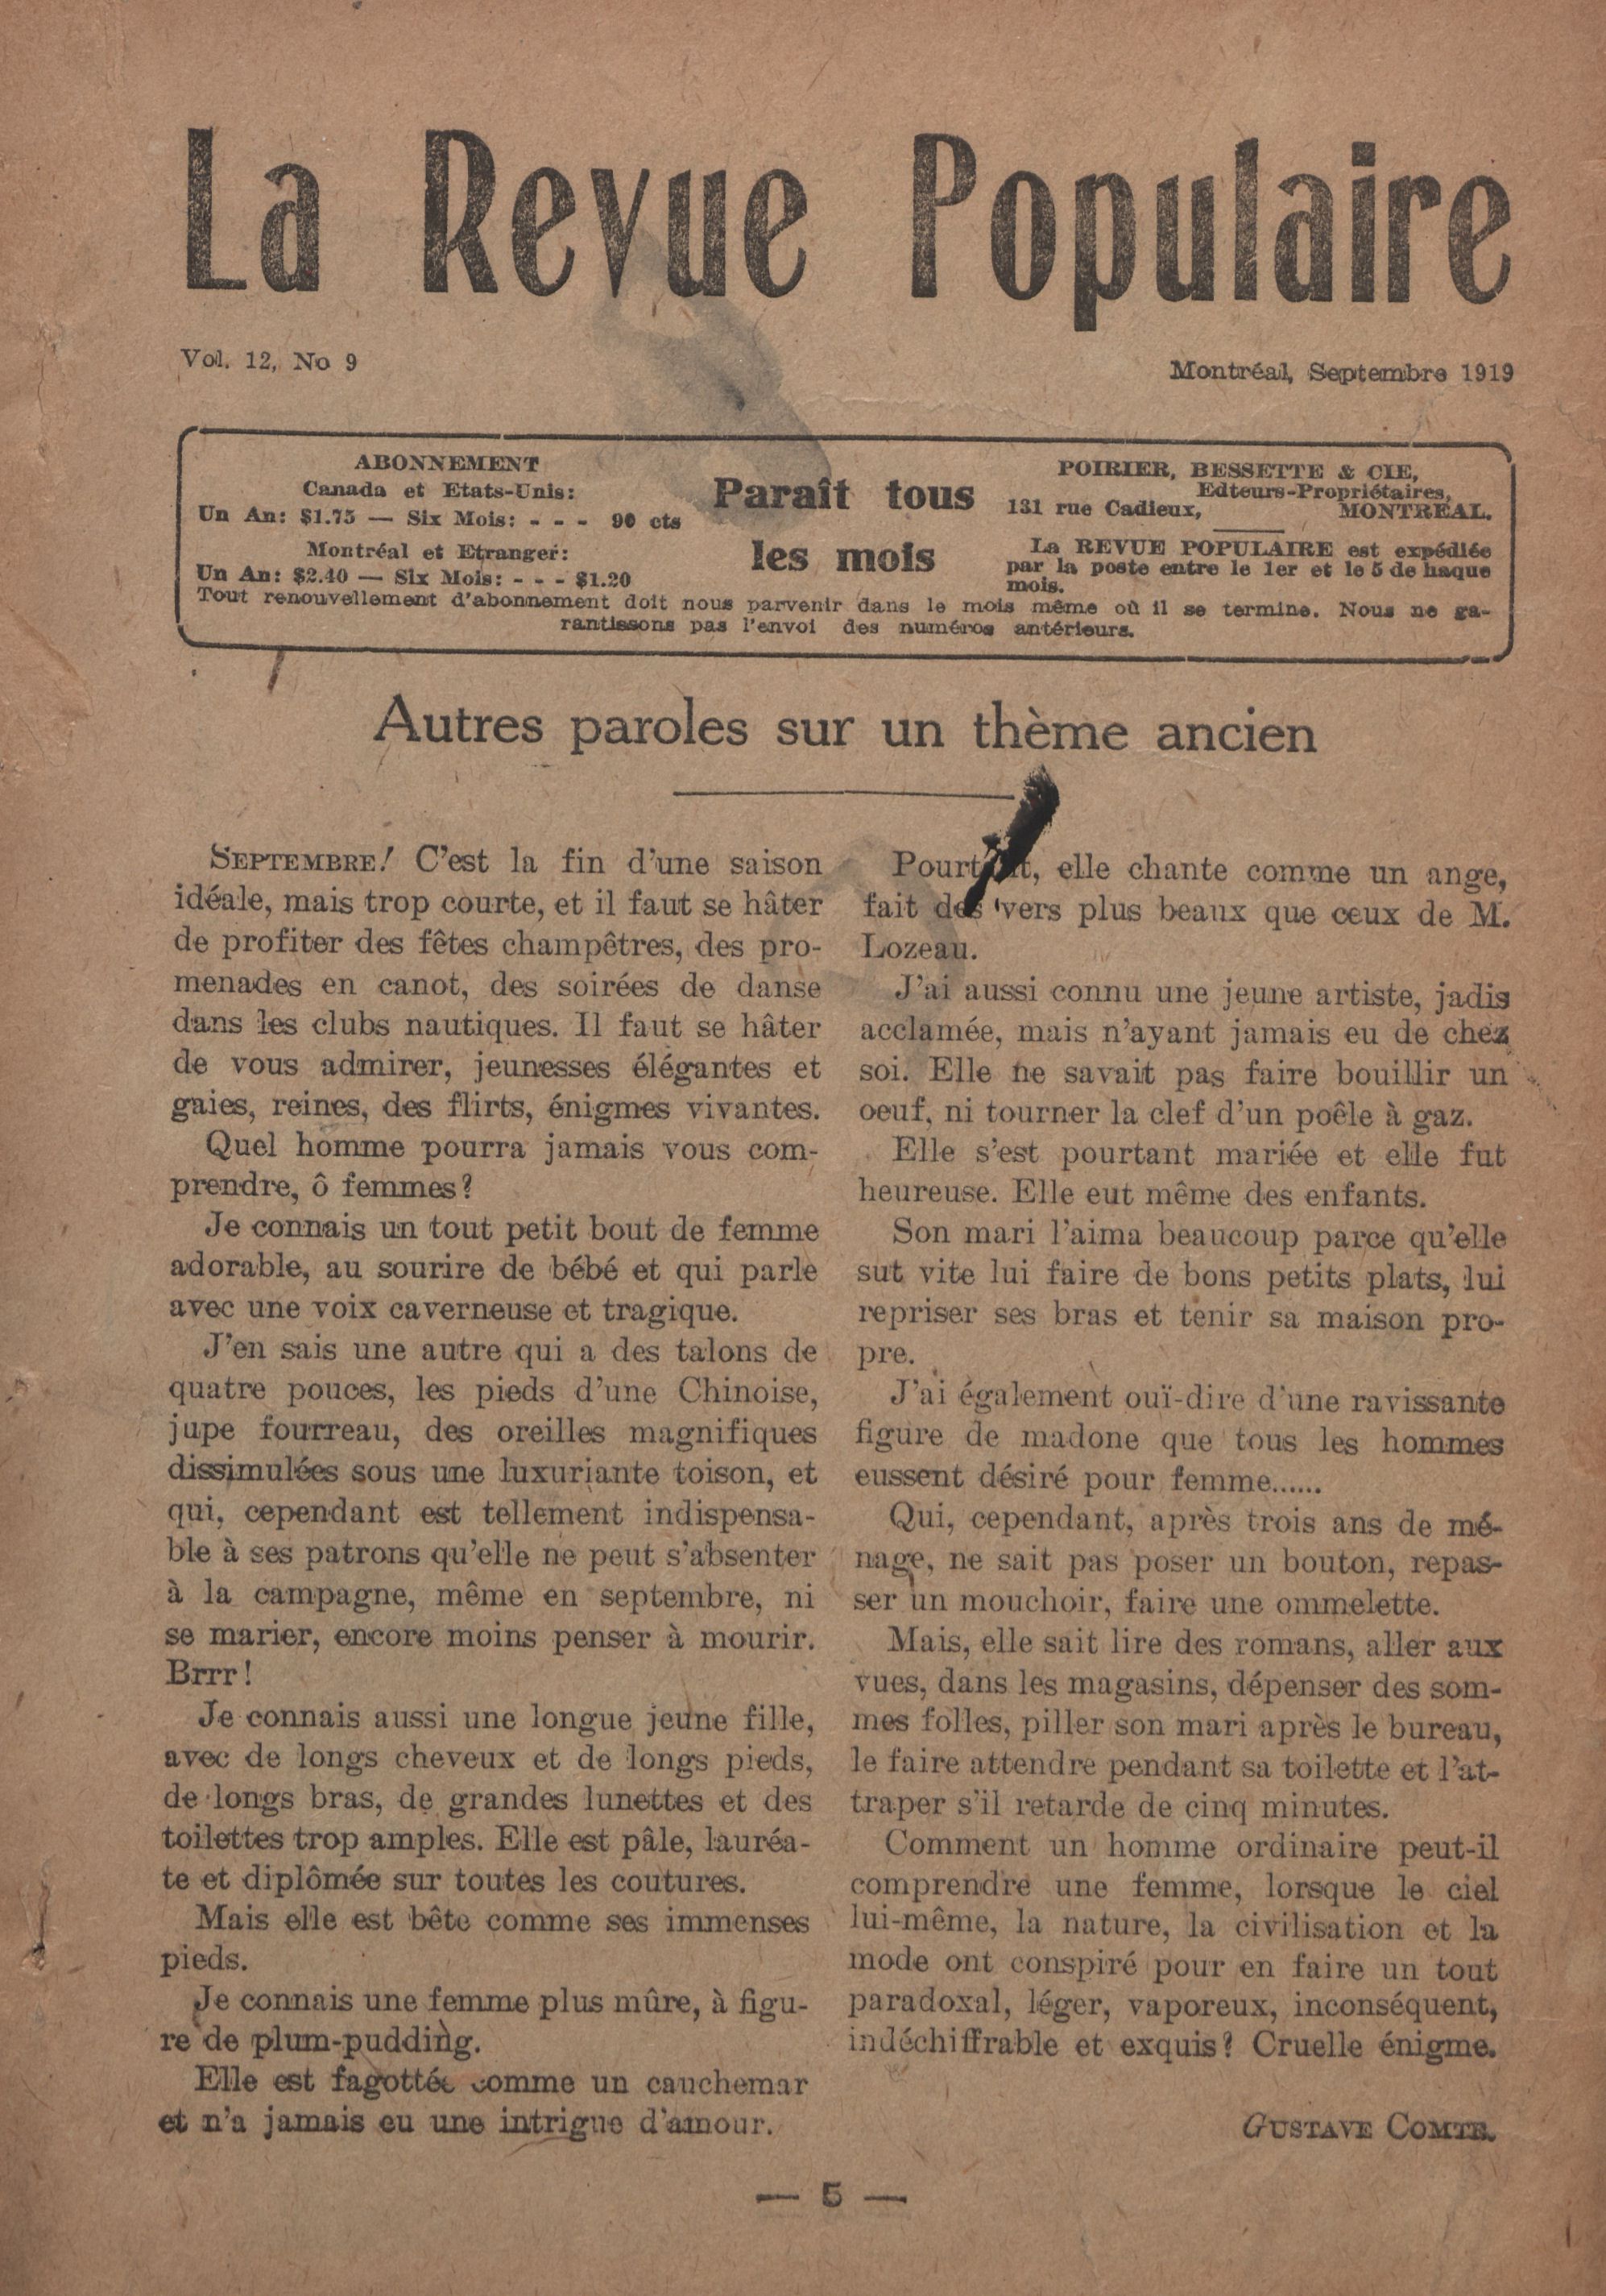 La Revue Populaire
Vol. 12, No 9
Montréal, Septembre 1919
ABONNEMENT
Canada et Etats-Unis:
Un An: $1.75 — Six Mois: - - - 90 cts
Montréal et Etranger:
Un An: $2.40 — Six Mois: - - - $1.20
Paraît tous
les mois
POIRIER, BESSETTE & CIE,
Edteurs-Propriétaires,
131 rue Cadieux, MONTREAL.
La REVUE POPULAIRE est expédiée
par la poste entre le 1er et le 5 de haque
mois.
Tout renouvellement d'abonnement doit nous parvenir dans le mois même où il se termine. Nous ne ga-
rantissons pas l'envoi des numéros antérieurs.
Autres paroles sur un thème ancien
SEPTEMBRE! C'est la fin d'une saison
idéale, mais trop courte, et il faut se hâter
de profiter des fêtes champêtres, des pro-
menades en canot, des soirées de danse
dans les clubs nautiques. Il faut se hâter
de vous admirer, jeunesses élégantes et
gaies, reines, des flirts, énigmes vivantes.
Quel homme pourra jamais vous com-
prendre, ô femmes?
Je connais un tout petit bout de femme
adorable, au sourire de bébé et qui parle
avec une voix caverneuse et tragique.
J'en sais une autre qui a des talons de
quatre pouces, les pieds d'une Chinoise,
jupe fourreau, des oreilles magnifiques
dissimulées sous une luxuriante toison, et
qui, cependant est tellement indispensa-
ble à ses patrons qu'elle ne peut s'absenter
à la campagne, même en septembre, ni
se marier, encore moins penser à mourir.
Brrr!
Je connais aussi une longue jeune fille,
avec de longs cheveux et de longs pieds,
de longs bras, de grandes lunettes et des
toilettes trop amples. Elle est pâle, lauréa-
te et diplômée sur toutes les coutures.
Mais elle est bête comme ses immenses
pieds.
Je connais une femme plus mûre, à figu-
re de plum-pudding.
Elle est fagottée comme un cauchemar
et n'a jamais eu une intrigue d'amour.
Pourtant, elle chante comme un ange,
fait des vers plus beaux que ceux de M.
Lozeau.
J'ai aussi connu une jeune artiste, jadis
acclamée, mais n'ayant jamais eu de chez
soi. Elle ne savait pas faire bouillir un
oeuf, ni tourner la clef d'un poêle à gaz.
Elle s'est pourtant mariée et elle fut
heureuse. Elle eut même des enfants.
Son mari l'aima beaucoup parce qu'elle
sut vite lui faire de bons petits plats, lui
repriser ses bras et tenir sa maison pro-
pre.
J'ai également ouï-dire d'une ravissante
figure de madone que tous les hommes
eussent désiré pour femme......
Qui, cependant, après trois ans de mé-
nage, ne sait pas poser un bouton, repas-
ser un mouchoir, faire une ommelette.
Mais, elle sait lire des romans, aller aux
vues, dans les magasins, dépenser des som-
mes folles, piller son mari après le bureau,
le faire attendre pendant sa toilette et l'at-
traper s'il retarde de cinq minutes.
Comment un homme ordinaire peut-il
comprendre une femme, lorsque le ciel
lui-même, la nature, la civilisation et la
mode ont conspiré pour en faire un tout
paradoxal, léger, vaporeux, inconséquent,
indéchiffrable et exquis? Cruelle énigme.
GUSTAVE COMTE.
— 5 —